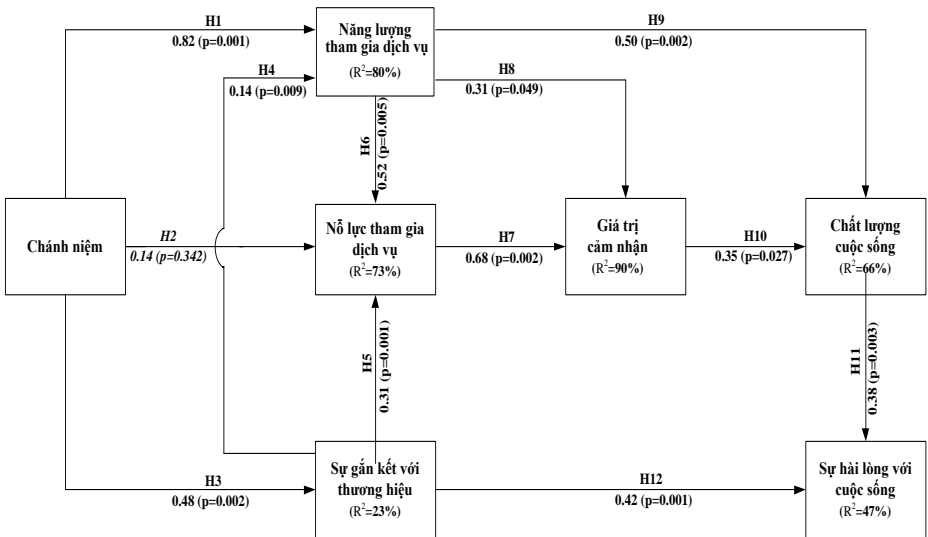 H1
0.82 (p=0.001)
Năng lượng
tham gia dịch vụ
(R²=80%)
H9
0.50 (p=0.002)
H4
0.14 (p=0.009)
H8
0.31 (p=0.049)
H6
0.52 (p=0.005)
Chánh niệm
H2
0.14 (p=0.342)
Nỗ lực tham gia
dịch vụ
(R²=73%)
H7
0.68 (p=0.002)
Giá trị
cảm nhận
(R²=90%)
H10
0.35 (p=0.027)
Chất lượng
cuộc sống
(R²=66%)
H5
0.31 (p=0.001)
H11
0.38 (p=0.003)
H3
0.48 (p=0.002)
Sự gắn kết với
thương hiệu
(R²=23%)
H12
0.42 (p=0.001)
Sự hài lòng với
cuộc sống
(R²=47%)